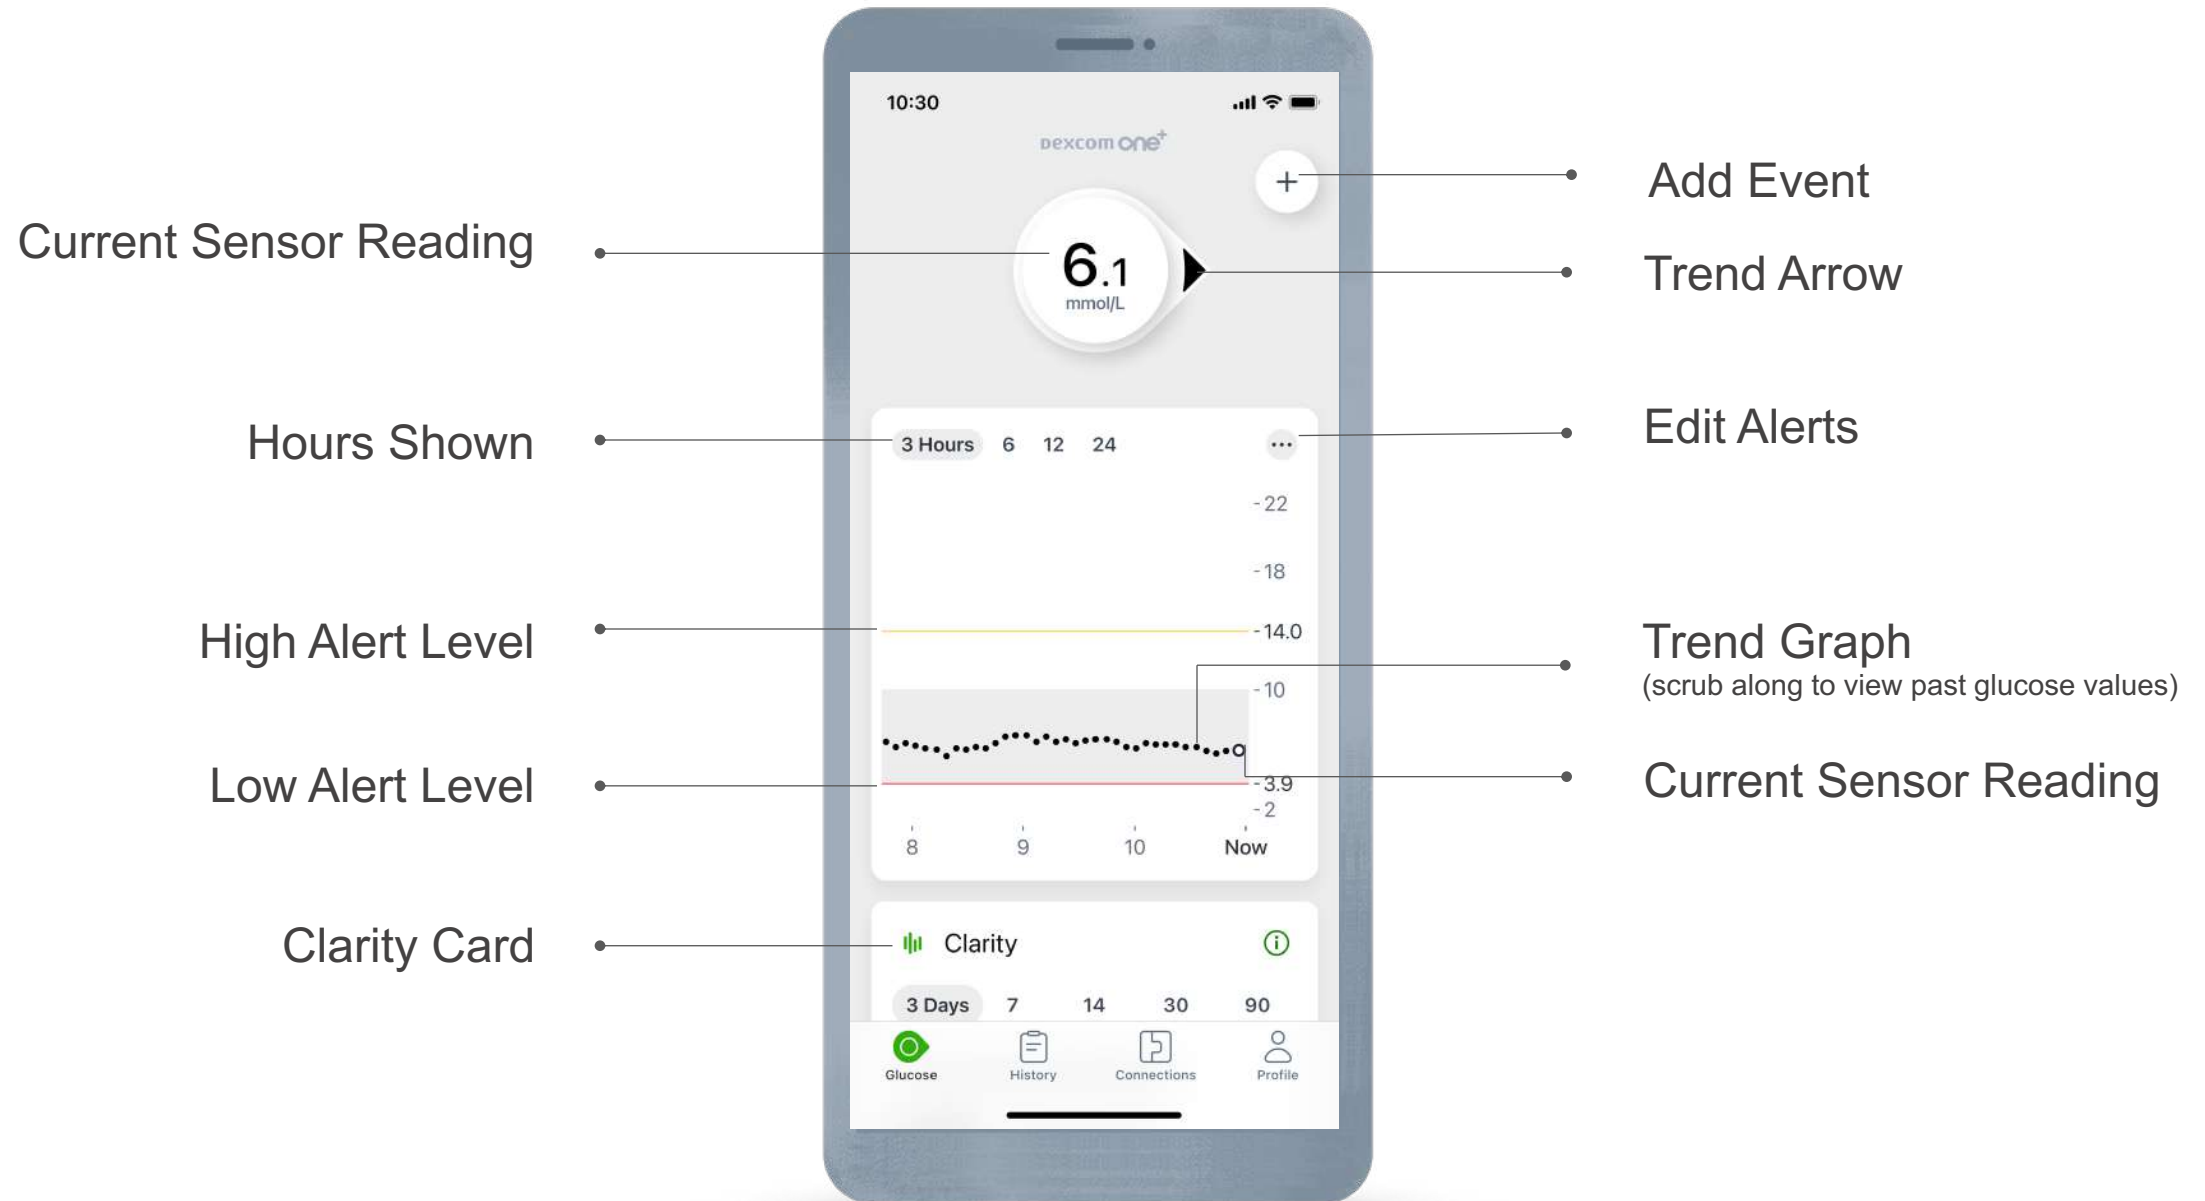 10:30
Dexcom ONE+
+
Add Event
Current Sensor Reading
6.1
mmol/L
Trend Arrow
Hours Shown
3 Hours 6 12 24
...
Edit Alerts
-22
-18
High Alert Level
-14.0
Trend Graph
(scrub along to view past glucose values)
-10
Low Alert Level
-3.9
Current Sensor Reading
-2
8 9 10 Now
Clarity Card
Clarity
i
3 Days 7 14 30 90
Glucose History Connections Profile